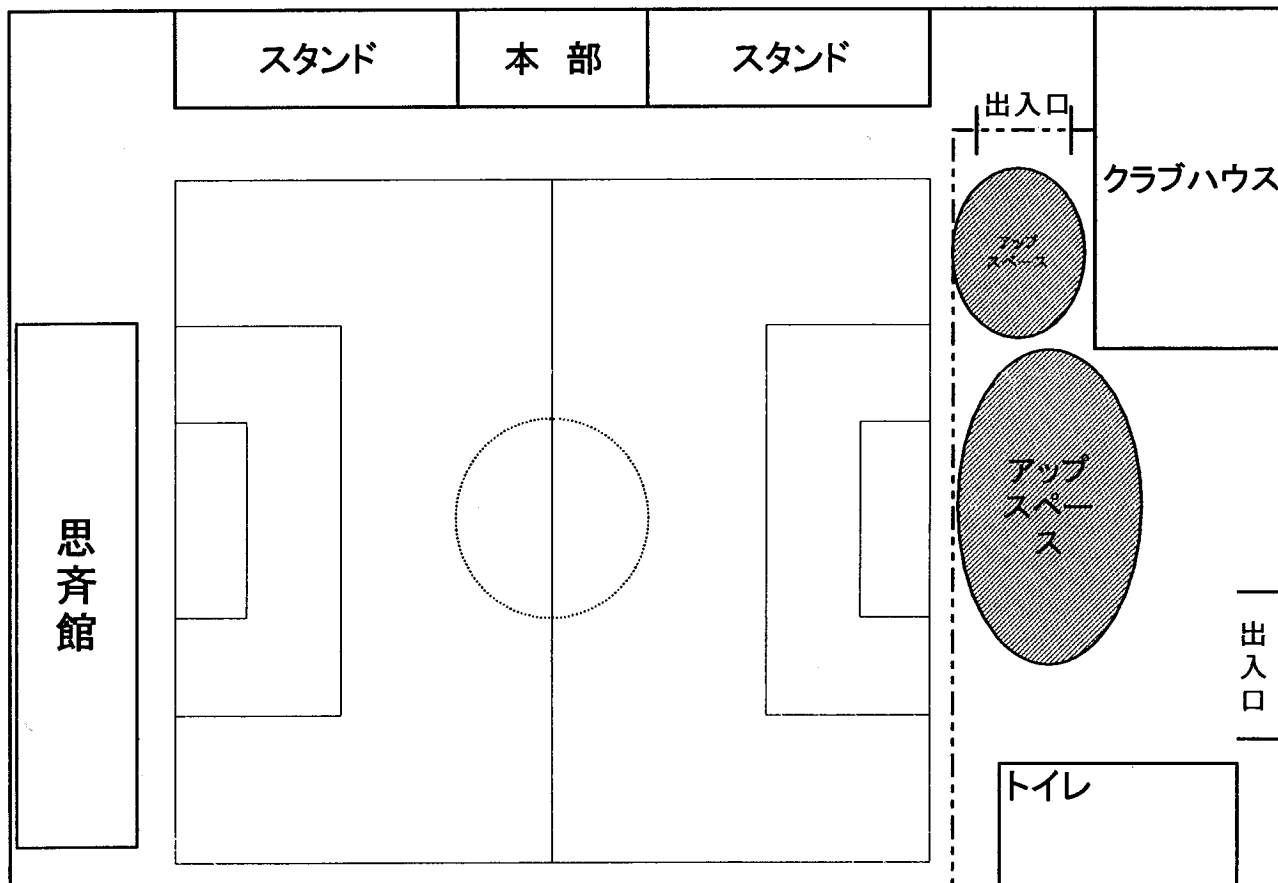 スタンド
本 部
スタンド
出入口
クラブハウス
アップ
スペース
アップ
スペー
ス
思斉館
出入口
トイレ